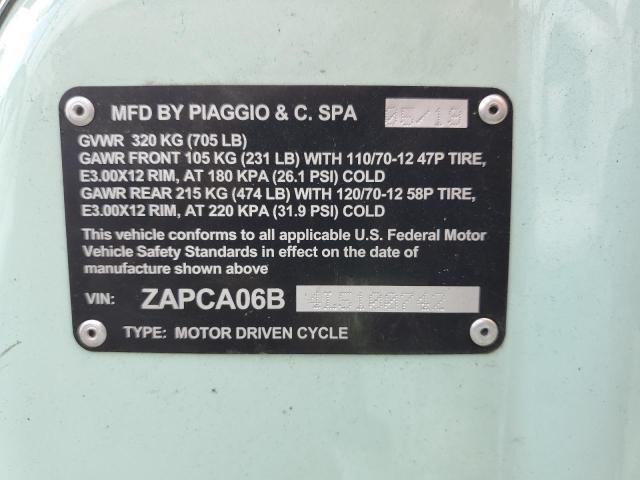 MFD BY PIAGGIO & C. SPA 06/18
GVWR 320 KG (705 LB)
GAWR FRONT 105 KG (231 LB) WITH 110/70-12 47P TIRE,
E3.00X12 RIM, AT 180 KPA (26.1 PSI) COLD
GAWR REAR 215 KG (474 LB) WITH 120/70-12 58P TIRE,
E3.00X12 RIM, AT 220 KPA (31.9 PSI) COLD
This vehicle conforms to all applicable U.S. Federal Motor
Vehicle Safety Standards in effect on the date of
manufacture shown above
VIN: ZAPCA06B
TYPE: MOTOR DRIVEN CYCLE